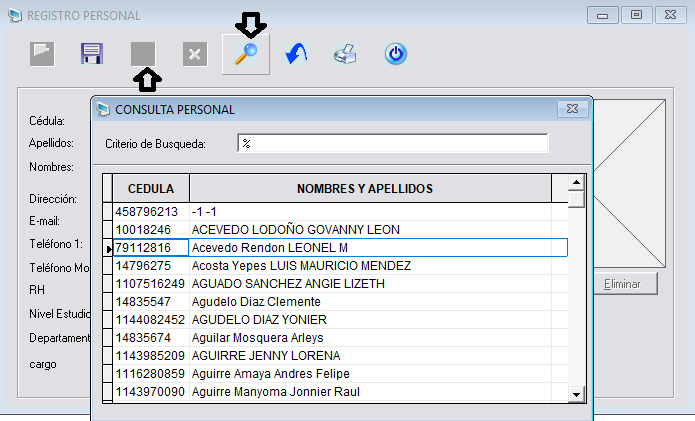 REGISTRO PERSONAL
CONSULTA PERSONAL
Criterio de Busqueda: %
CEDULA NOMBRES Y APELLIDOS
458796213 -1 -1
10018246 ACEVEDO LODOÑO GOVANNY LEON
79112816 Acevedo Rendon LEONEL M
14796275 Acosta Yepes LUIS MAURICIO MENDEZ
1107516249 AGUADO SANCHEZ ANGIE LIZETH
14835547 Agudelo Diaz Clemente
1144082452 AGUDELO DIAZ YONIER
14835674 Aguilar Mosquera Arleys
1143985209 AGUIRRE JENNY LORENA
1116280859 Aguirre Amaya Andres Felipe
1143970090 Aguirre Manyoma Jonnier Raul
Cédula:
Apellidos:
Nombres:
Dirección:
E-mail:
Teléfono 1:
Teléfono Mo
RH
Nivel Estudio
Departament
cargo
Eliminar